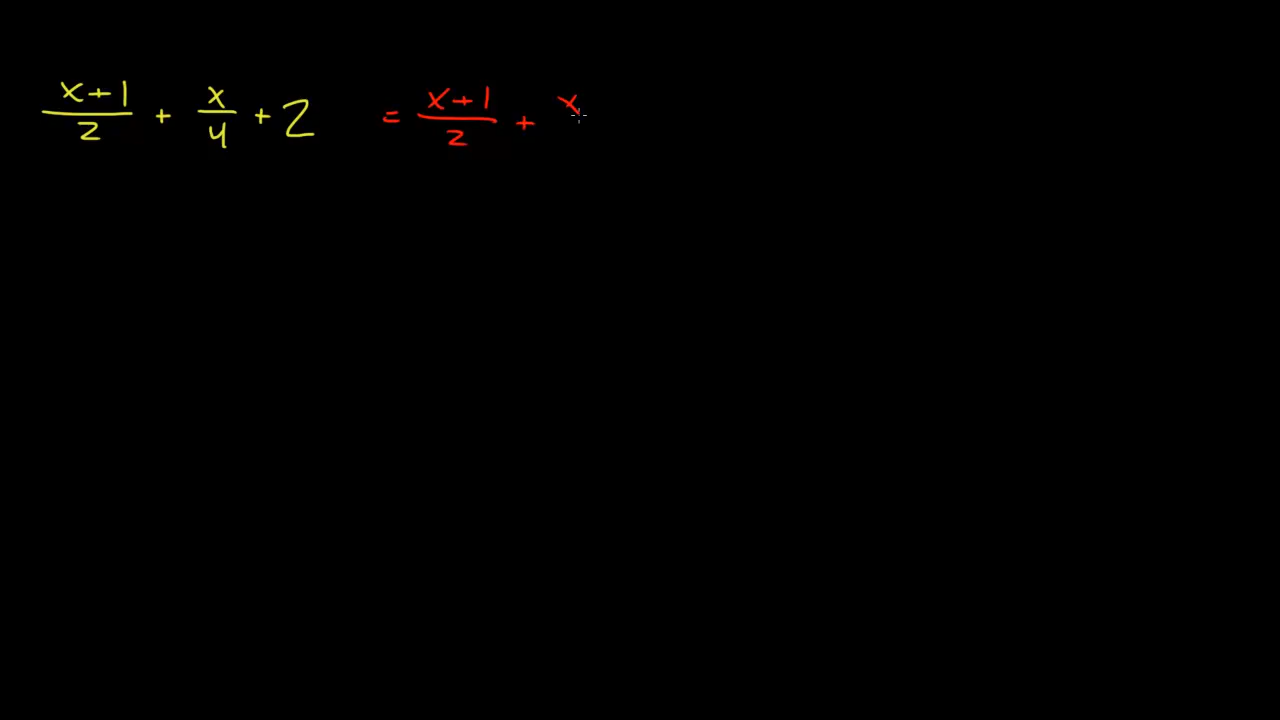 x+1/2 + x/4 + 2 = x+1/2 + x